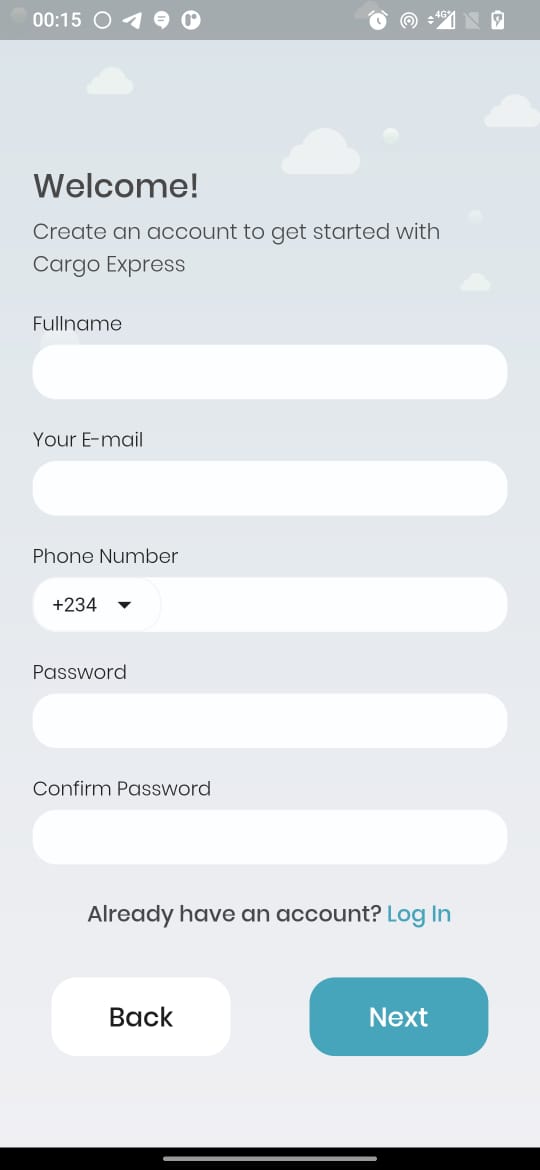 00:15
4G
Welcome!
Create an account to get started with
Cargo Express
Fullname
Your E-mail
Phone Number
+234
Password
Confirm Password
Already have an account? Log In
Back
Next